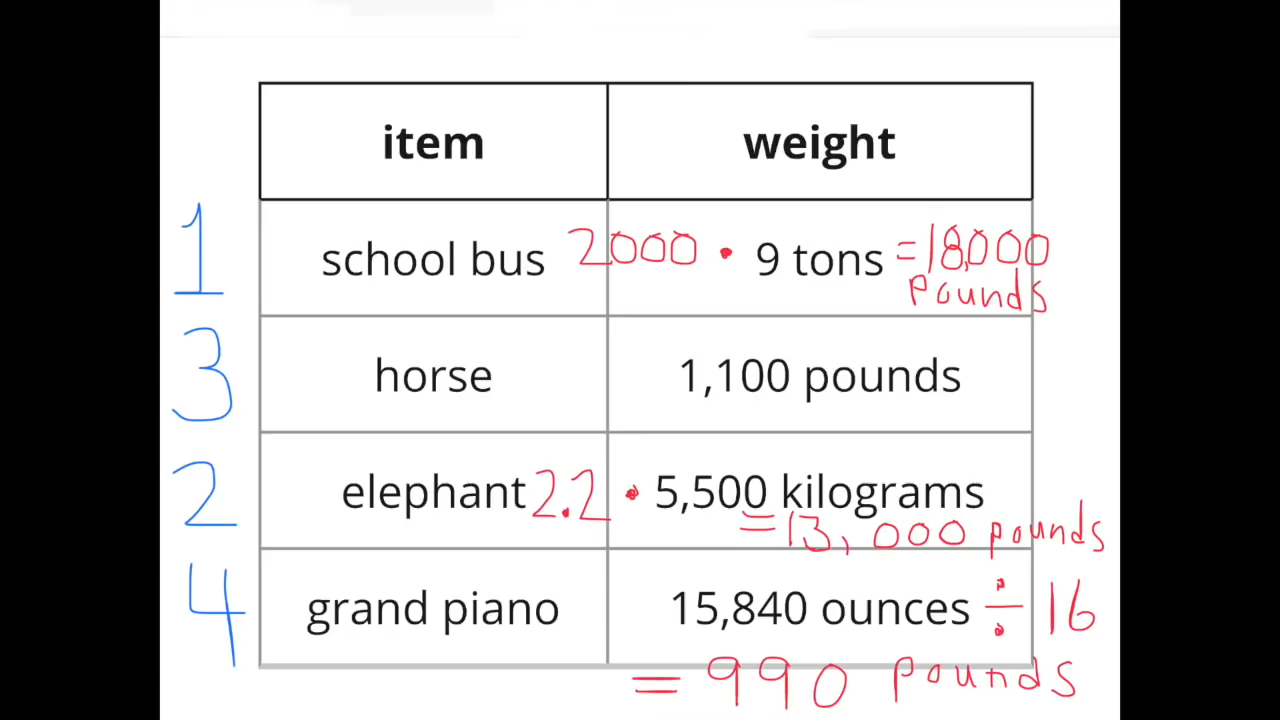 item weight
1 school bus 2000 · 9 tons = 18,000
pounds
3 horse 1,100 pounds
2 elephant 2.2 · 5,500 kilograms
= 13,000 pounds
4 grand piano 15,840 ounces ÷ 16
= 990 pounds